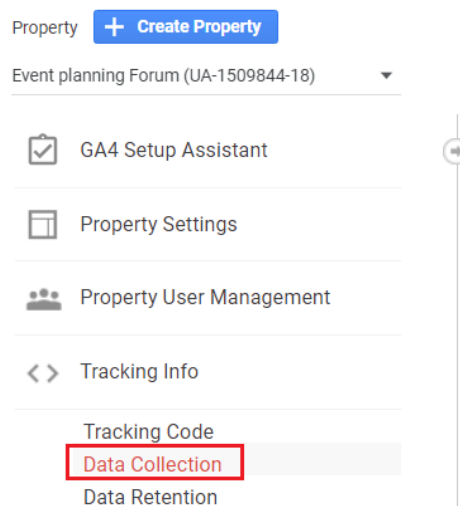 Property + Create Property
Event planning Forum (UA-1509844-18)
GA4 Setup Assistant
Property Settings
Property User Management
Tracking Info
Tracking Code
Data Collection
Data Retention